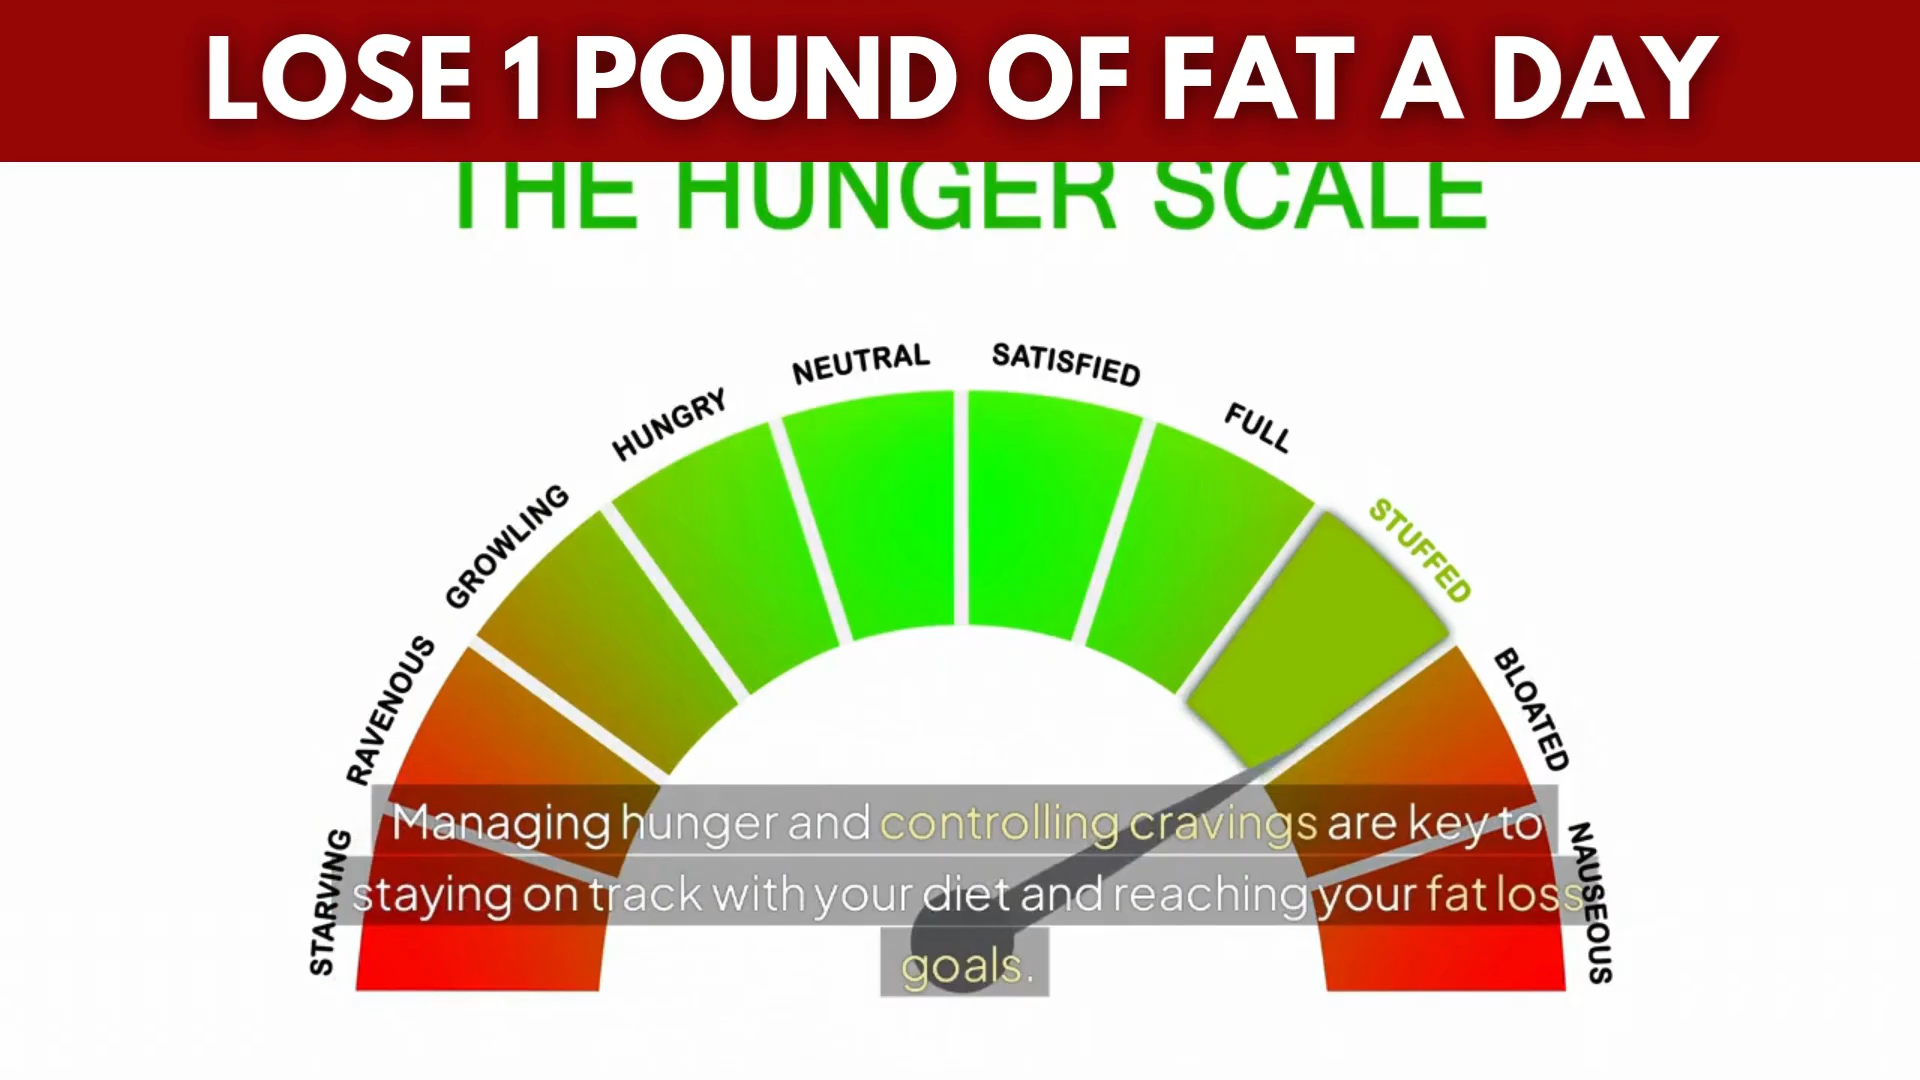 LOSE 1 POUND OF FAT A DAY
THE HUNGER SCALE
NEUTRAL
SATISFIED
HUNGRY
FULL
GROWLING
STUFFED
RAVENOUS
BLOATED
STARVING
NAUSEOUS
Managing hunger and controlling cravings are key to
staying on track with your diet and reaching your fat loss
goals.